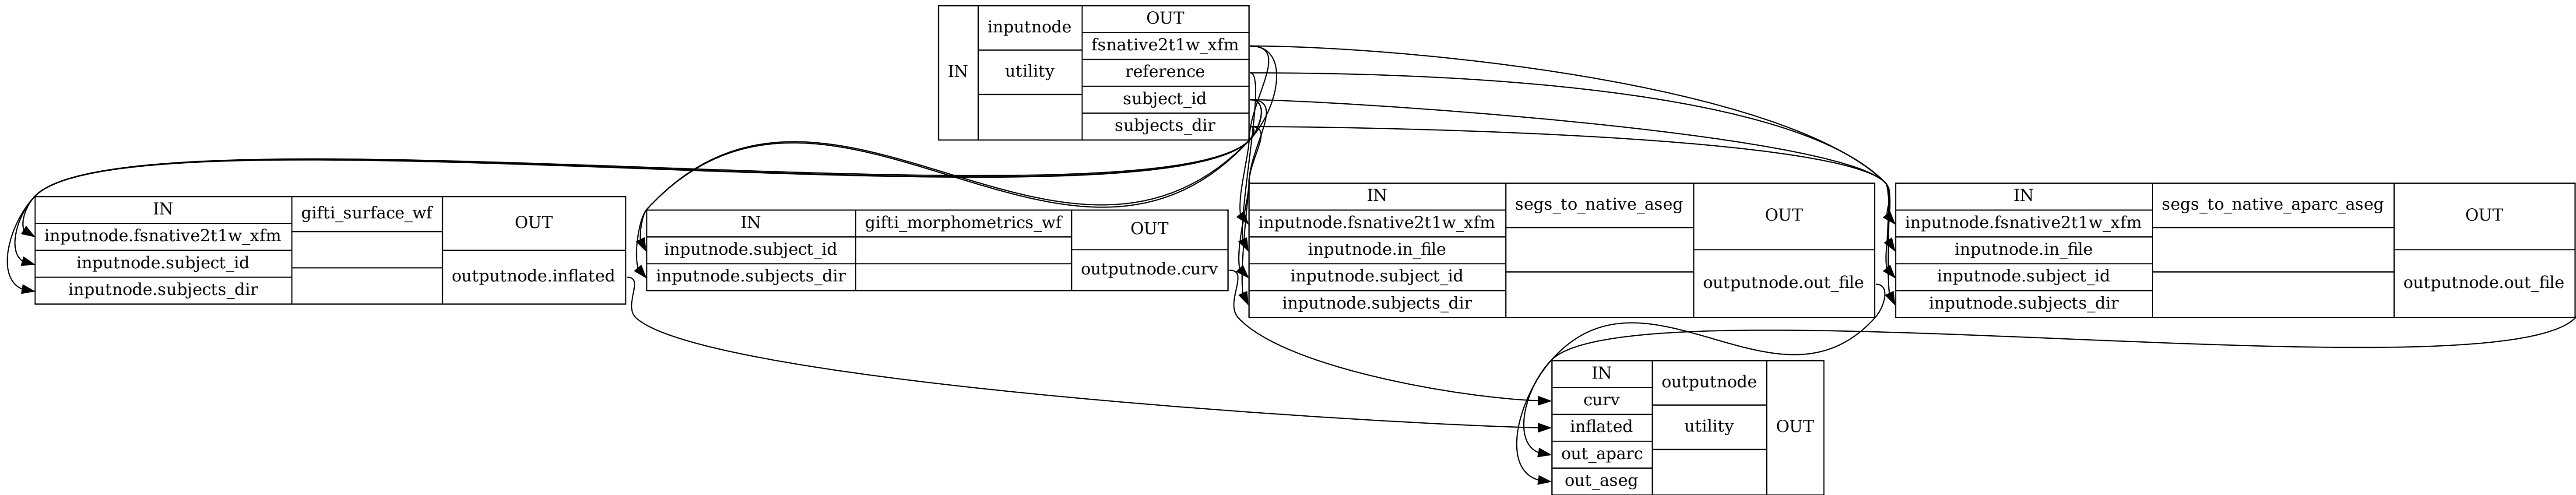 IN
inputnode
utility
OUT
fsnative2t1w_xfm
reference
subject_id
subjects_dir
IN
inputnode.fsnative2t1w_xfm
inputnode.subject_id
inputnode.subjects_dir
gifti_surface_wf
OUT
outputnode.inflated
IN
inputnode.subject_id
inputnode.subjects_dir
gifti_morphometrics_wf
OUT
outputnode.curv
IN
inputnode.fsnative2t1w_xfm
inputnode.in_file
inputnode.subject_id
inputnode.subjects_dir
segs_to_native_aseg
OUT
outputnode.out_file
IN
inputnode.fsnative2t1w_xfm
inputnode.in_file
inputnode.subject_id
inputnode.subjects_dir
segs_to_native_aparc_aseg
OUT
outputnode.out_file
IN
curv
inflated
out_aparc
out_aseg
outputnode
utility
OUT